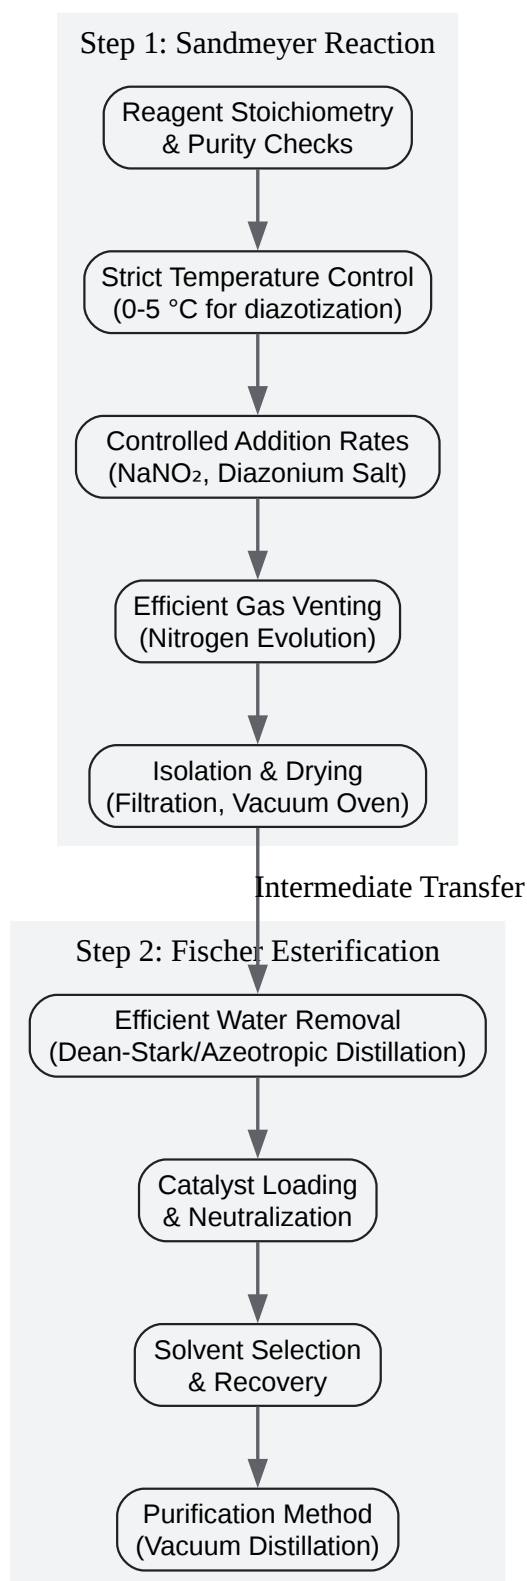 Step 1: Sandmeyer Reaction
Reagent Stoichiometry
& Purity Checks
Strict Temperature Control
(0-5 °C for diazotization)
Controlled Addition Rates
(NaNO₂, Diazonium Salt)
Efficient Gas Venting
(Nitrogen Evolution)
Isolation & Drying
(Filtration, Vacuum Oven)
Intermediate Transfer
Step 2: Fischer Esterification
Efficient Water Removal
(Dean-Stark/Azeotropic Distillation)
Catalyst Loading
& Neutralization
Solvent Selection
& Recovery
Purification Method
(Vacuum Distillation)